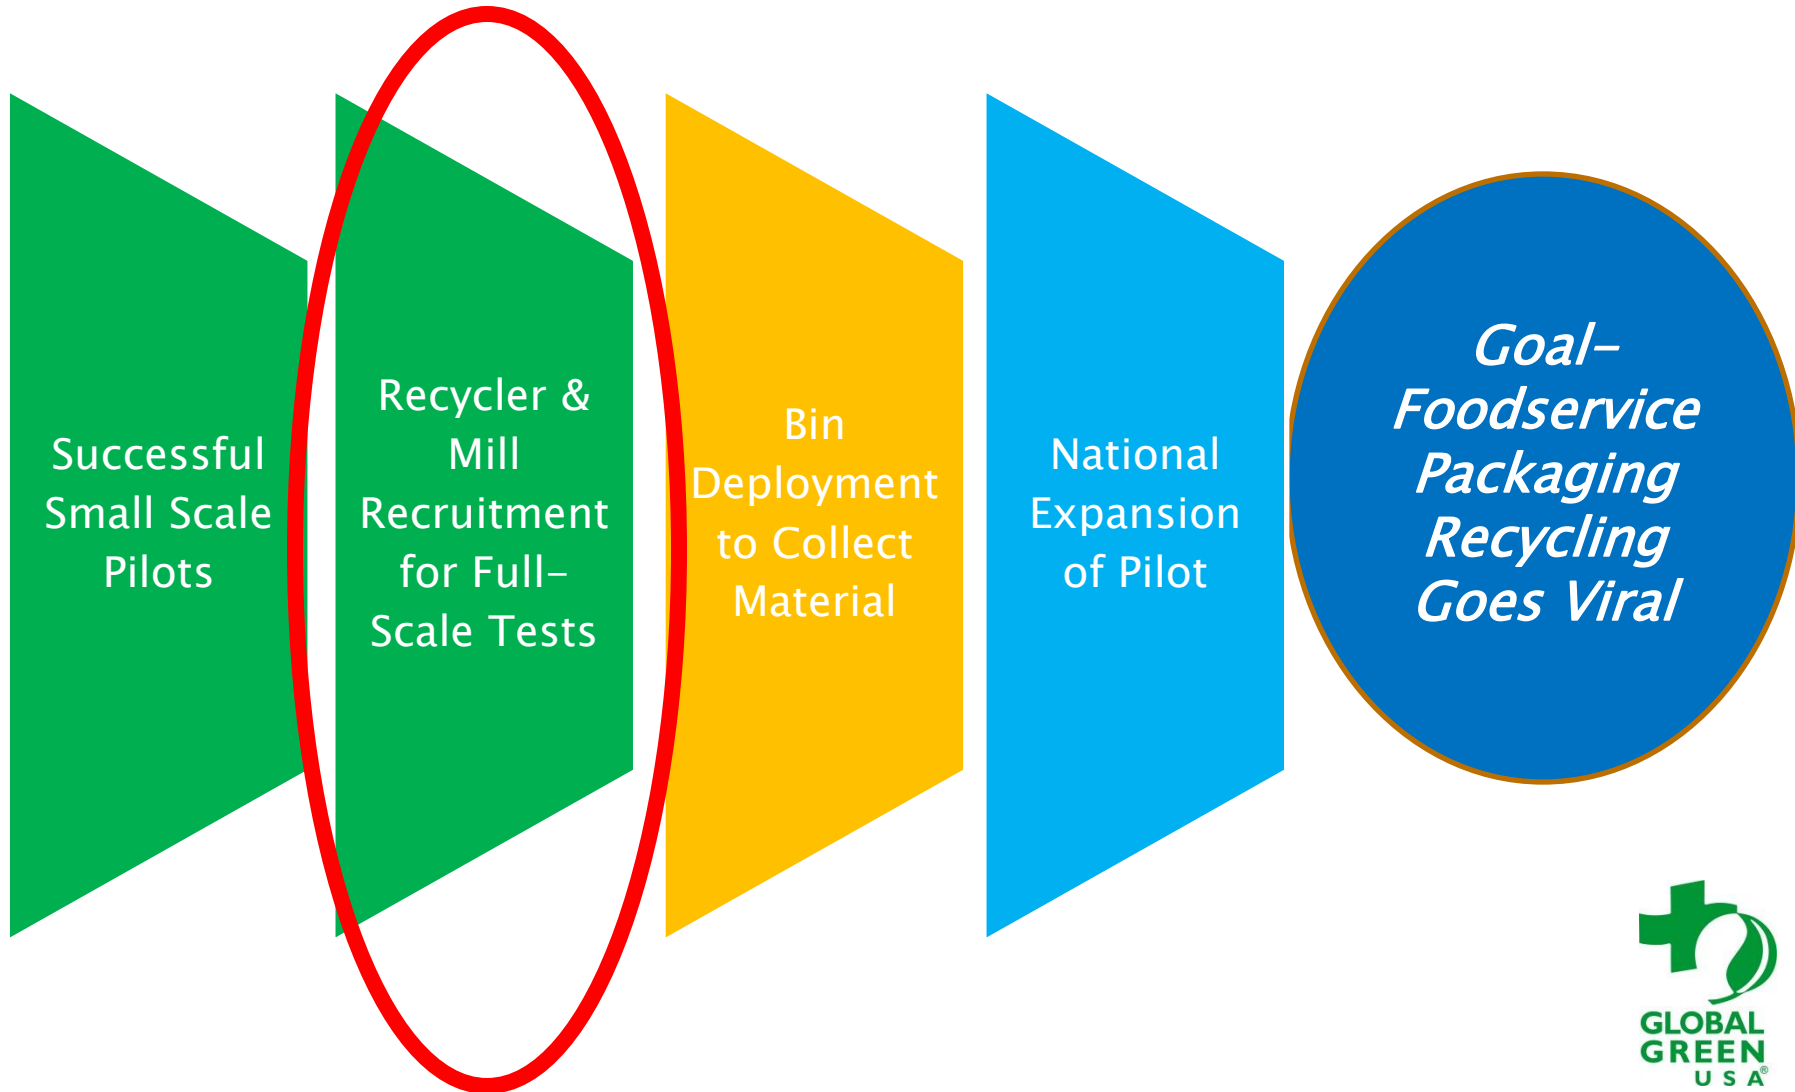 Successful
Small Scale
Pilots
Recycler &
Mill
Recruitment
for Full-
Scale Tests
Bin
Deployment
to Collect
Material
National
Expansion
of Pilot
Goal-
Foodservice
Packaging
Recycling
Goes Viral
GLOBAL
GREEN
USA®